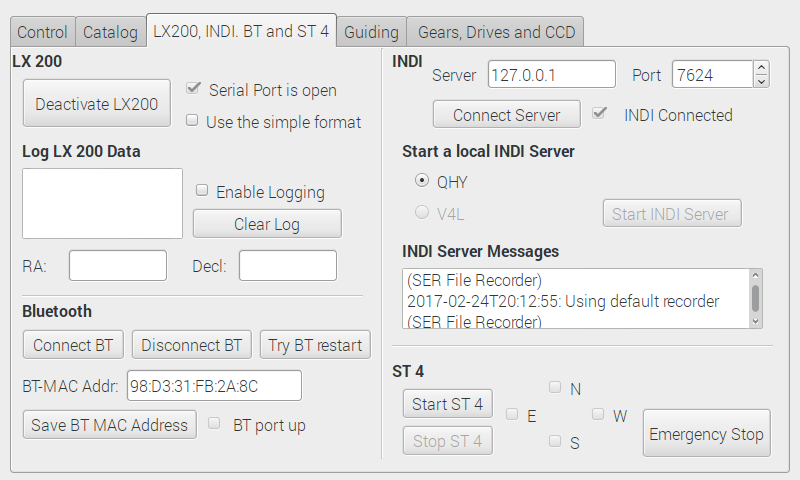 Control Catalog LX200, INDI. BT and ST 4 Guiding Gears, Drives and CCD
LX 200
Deactivate LX200
Serial Port is open
Use the simple format
Log LX 200 Data
Enable Logging
Clear Log
RA: Decl:
Bluetooth
Connect BT Disconnect BT Try BT restart
BT-MAC Addr: 98:D3:31:FB:2A:8C
Save BT MAC Address BT port up
INDI
Server 127.0.0.1 Port 7624
Connect Server INDI Connected
Start a local INDI Server
QHY
V4L Start INDI Server
INDI Server Messages
(SER File Recorder)
2017-02-24T20:12:55: Using default recorder
(SER File Recorder)
ST 4
Start ST 4
Stop ST 4
N
E W
S
Emergency Stop